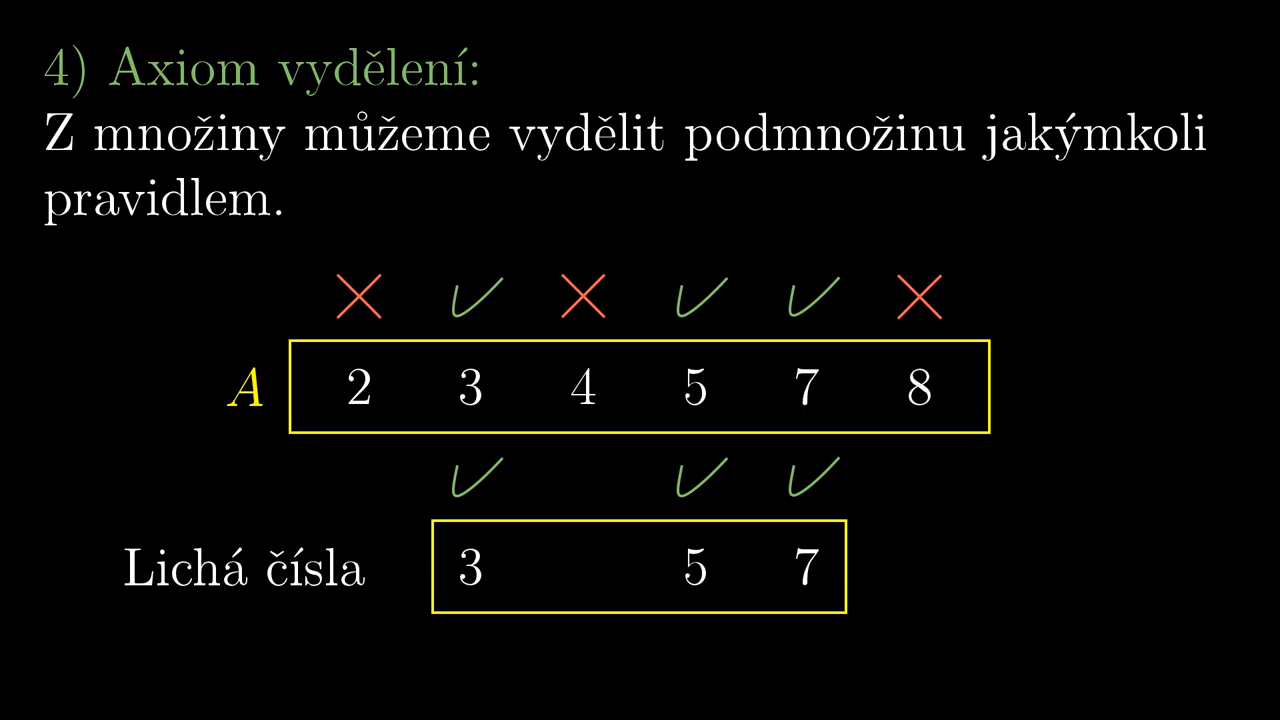 4) Axiom vydělení:
Z množiny můžeme vydělit podmnožinu jakýmkoli
pravidlem.
A 2 3 4 5 7 8
Lichá čísla 3 5 7